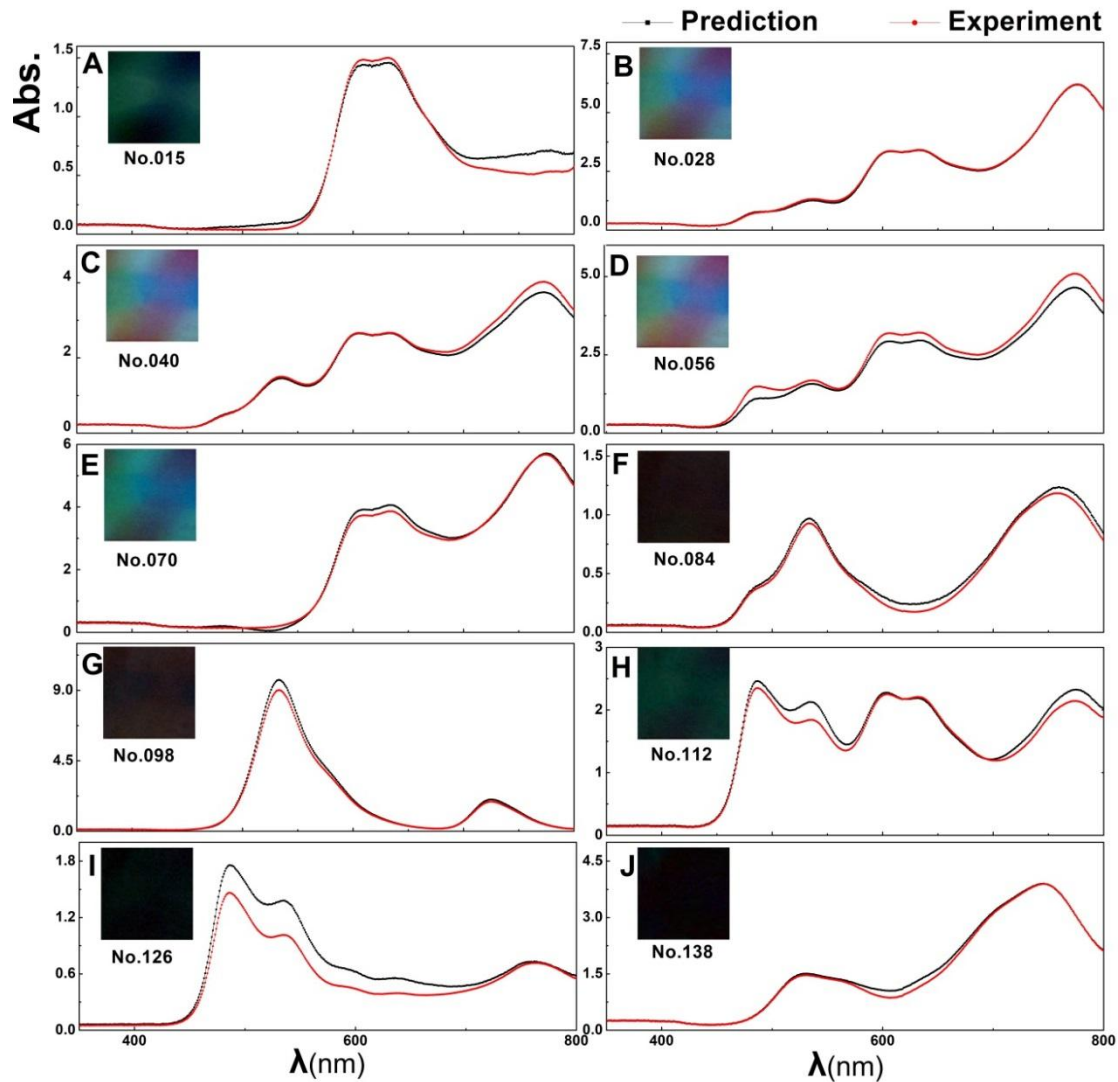 Prediction Experiment
Abs.
A
1.5
1.0
0.5
0.0
No.015
B
7.5
5.0
2.5
0.0
No.028
C
4
2
0
No.040
D
5.0
2.5
0.0
No.056
E
6
4
2
0
No.070
F
1.5
1.0
0.5
0.0
No.084
G
9.0
4.5
0.0
No.098
H
3
2
1
0
No.112
I
1.8
1.2
0.6
0.0
No.126
400 600 800
λ(nm)
J
4.5
3.0
1.5
0.0
No.138
400 600 800
λ(nm)